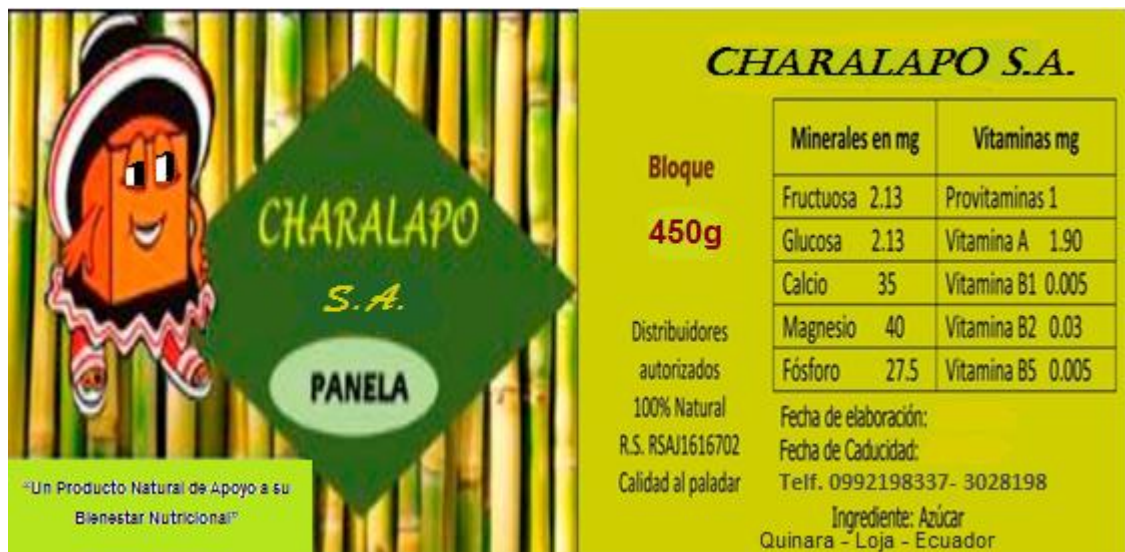 CHARALAPO
S.A.
PANELA
"Un Producto Natural de Apoyo a su
Bienestar Nutricional"
CHARALAPO S.A.
Bloque
450g
Distribuidores
autorizados
100% Natural
R.S. RSAJ1616702
Calidad al paladar
Minerales en mg Vitaminas mg
Fructuosa 2.13 Provitaminas 1
Glucosa 2.13 Vitamina A 1.90
Calcio 35 Vitamina B1 0.005
Magnesio 40 Vitamina B2 0.03
Fósforo 27.5 Vitamina B5 0.005
Fecha de elaboración:
Fecha de Caducidad:
Telf. 0992198337- 3028198
Ingrediente: Azúcar
Quinara - Loja - Ecuador